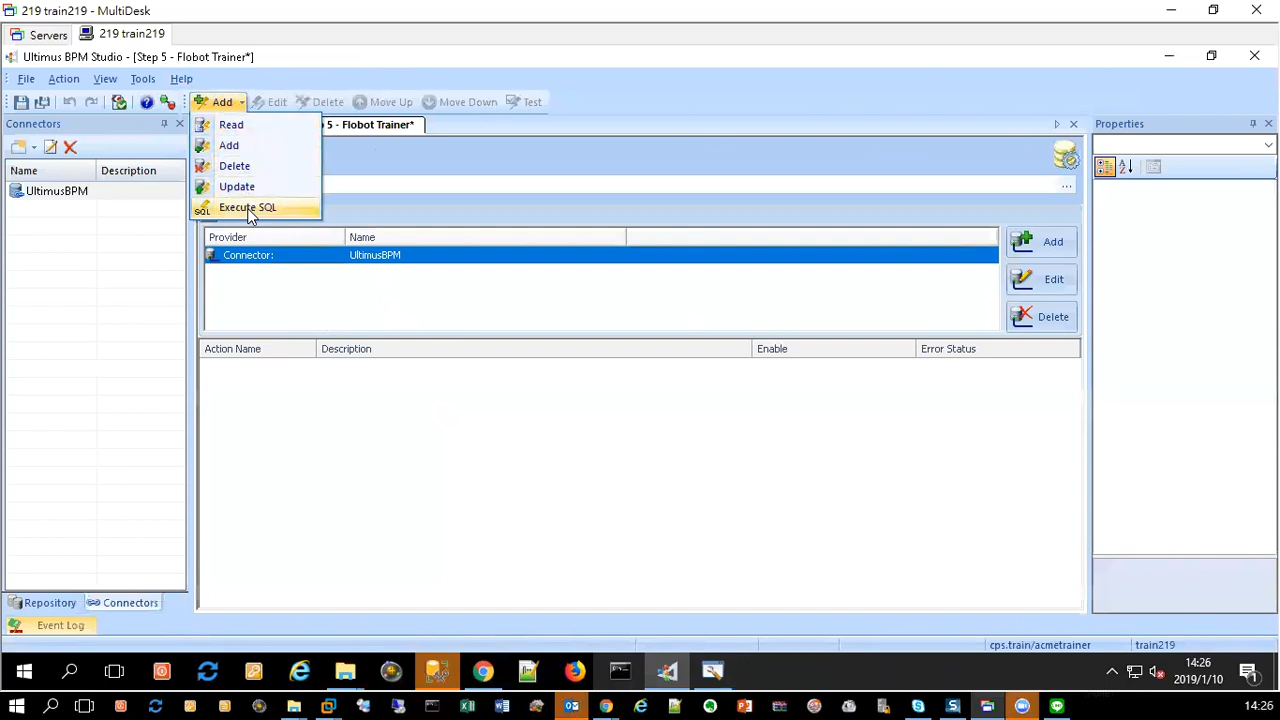 219 train219 - MultiDesk
Servers
219 train219
Ultimus BPM Studio - [Step 5 - Flobot Trainer*]
File Action View Tools Help
Add Edit Delete Move Up Move Down Test
Connectors
p 5 - Flobot Trainer*
Properties
Read
Add
Delete
Update
Execute SQL
SQL
Name Description
UltimusBPM
Provider Name
Connector: UltimusBPM
Add
Edit
Delete
Action Name Description Enable Error Status
Repository Connectors
Event Log
cps.train/acmetrainer train219
14:26
2019/1/10
14:26